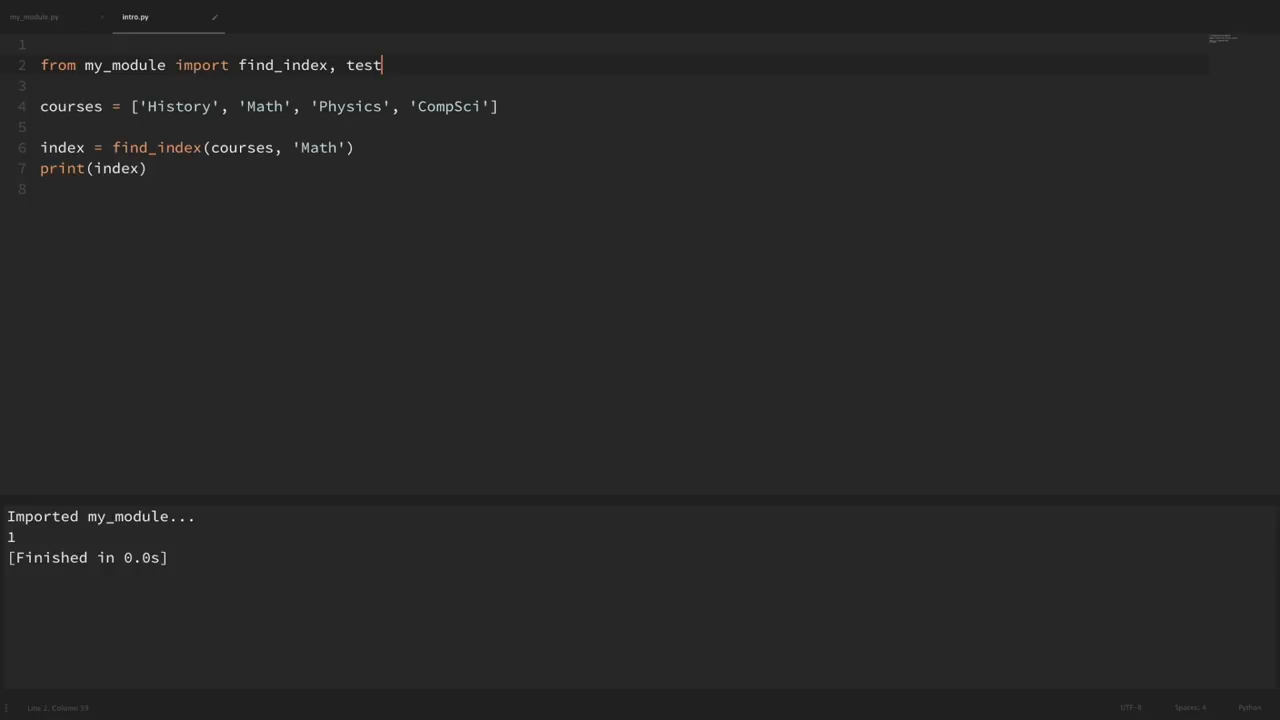 my_module.py × intro.py
1
2 from my_module import find_index, test
3
4 courses = ['History', 'Math', 'Physics', 'CompSci']
5
6 index = find_index(courses, 'Math')
7 print(index)
8
Imported my_module...
1
[Finished in 0.0s]
Line 2, Column 39 UTF-8 Spaces: 4 Python